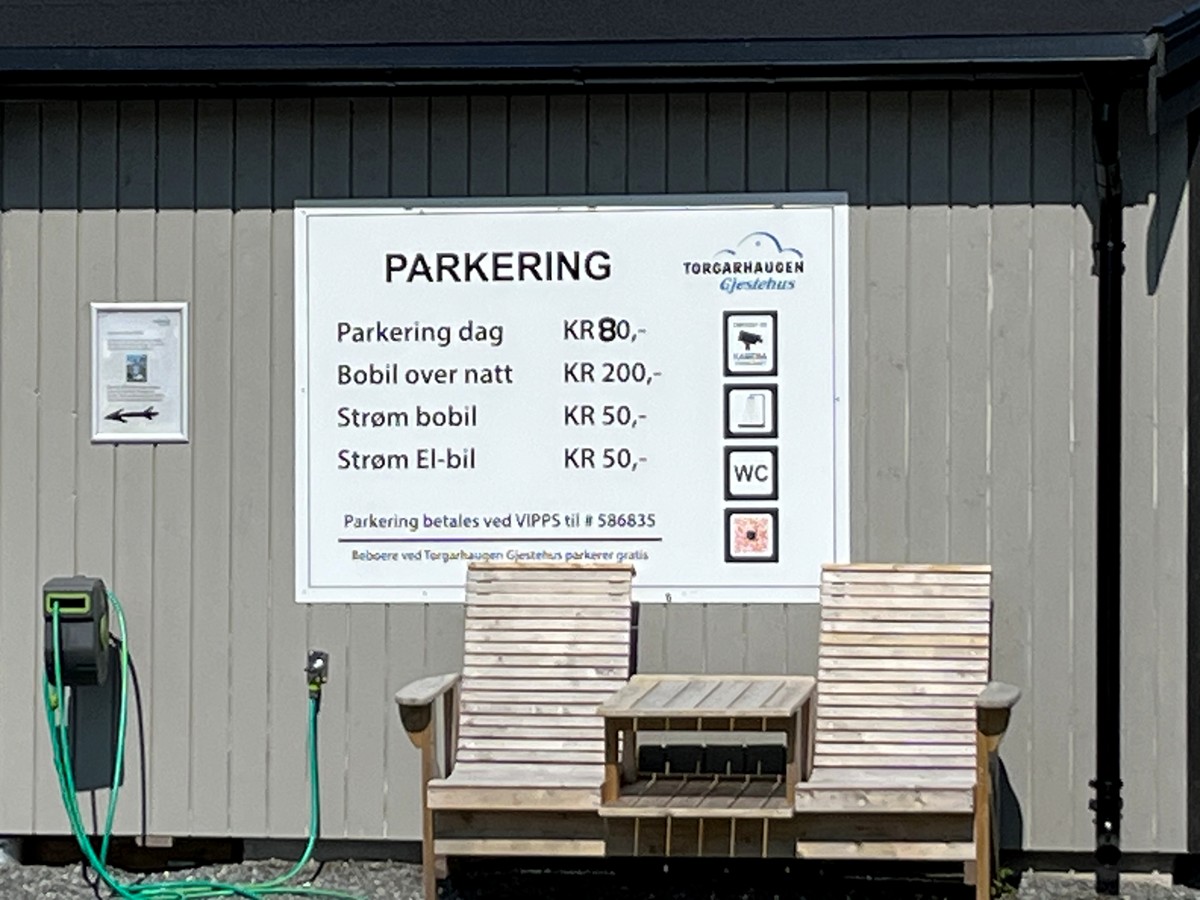 PARKERING
TORGARHAUGEN
Gjestehus
Parkering dag KR 80,-
Bobil over natt KR 200,-
Strøm bobil KR 50,-
Strøm El-bil KR 50,-
WC
Parkering betales ved VIPPS til # 586835
Beboere ved Torgarhaugen Gjestehus parkerer gratis